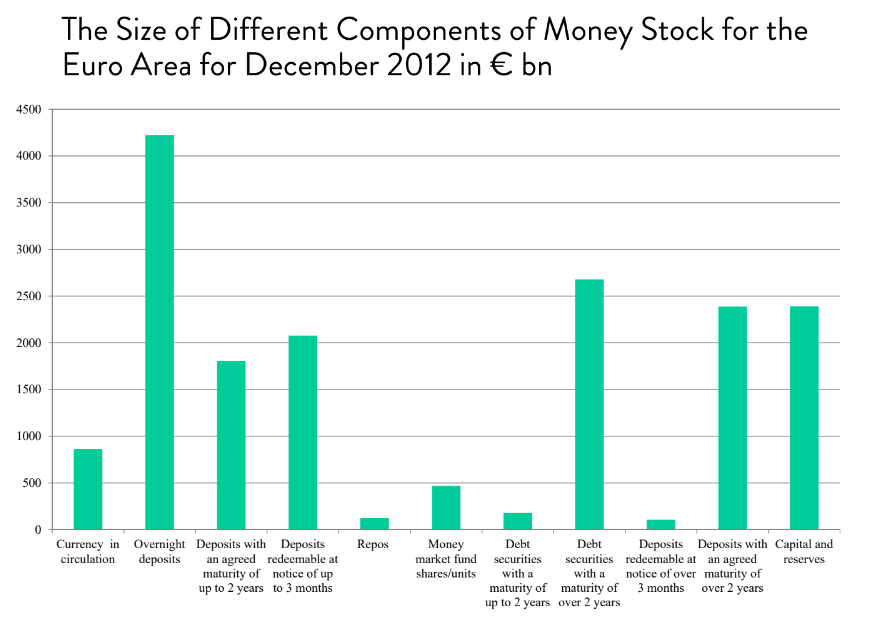 The Size of Different Components of Money Stock for the
Euro Area for December 2012 in € bn
4500
4000
3500
3000
2500
2000
1500
1000
500
0
Currency in
circulation
Overnight
deposits
Deposits with
an agreed
maturity of
up to 2 years
Deposits
redeemable at
notice of up
to 3 months
Repos
Money
market fund
shares/units
Debt
securities
with a
maturity of
up to 2 years
Debt
securities
with a
maturity of
over 2 years
Deposits
redeemable at
notice of over
3 months
Deposits with
an agreed
maturity of
over 2 years
Capital and
reserves